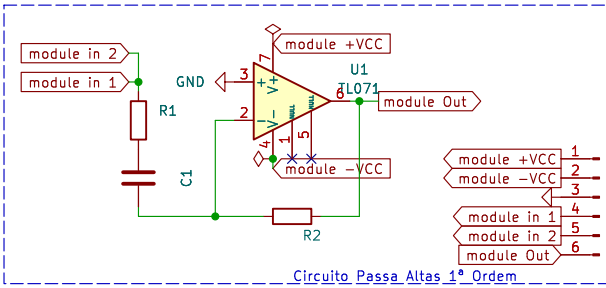 module in 2
module in 1
R1
C1
GND
module +VCC
U1
TL071
3
+
V+
7
2
-
V-
4
NULL
1
NULL
5
6
module Out
module -VCC
R2
module +VCC 1
module -VCC 2
3
module in 1 4
module in 2 5
module Out 6
Circuito Passa Altas 1ª Ordem